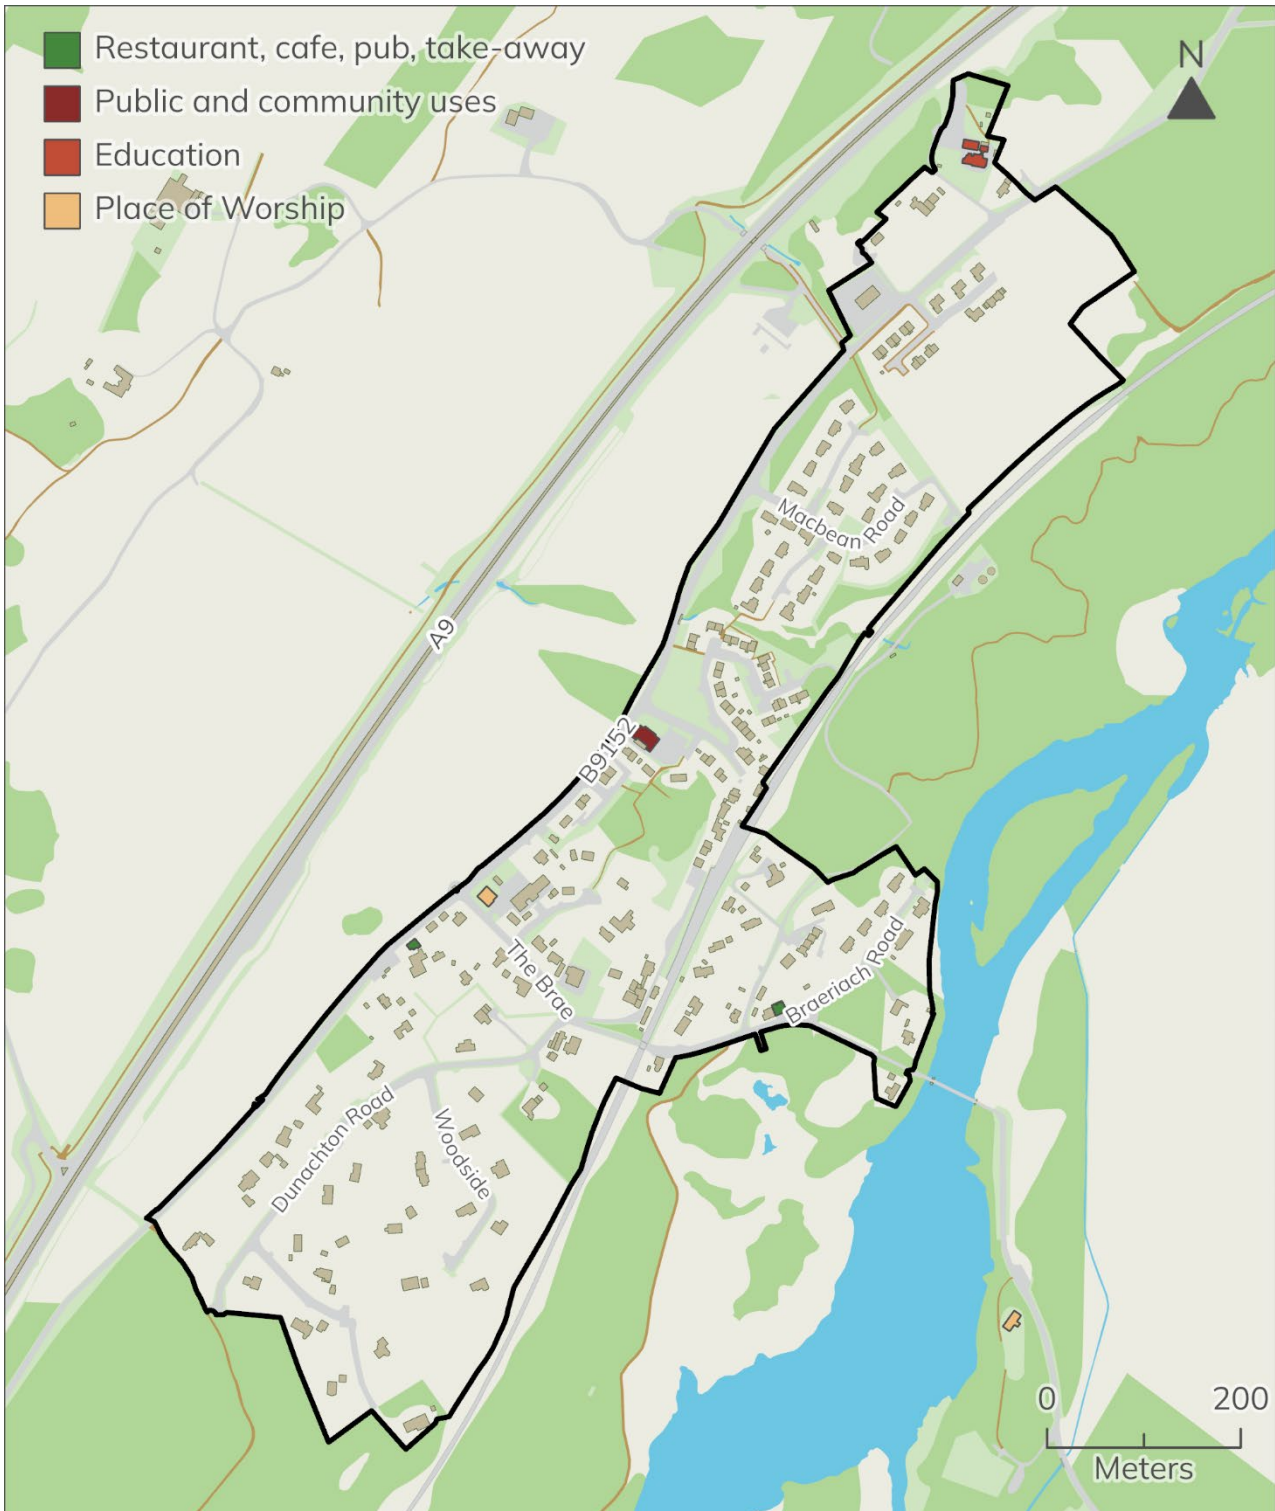 Restaurant, cafe, pub, take-away
Public and community uses
Education
Place of Worship
N
Macbean Road
A9
B9152
The Brae
Braeriach Road
Dunachton Road
Woodside
0 200
Meters